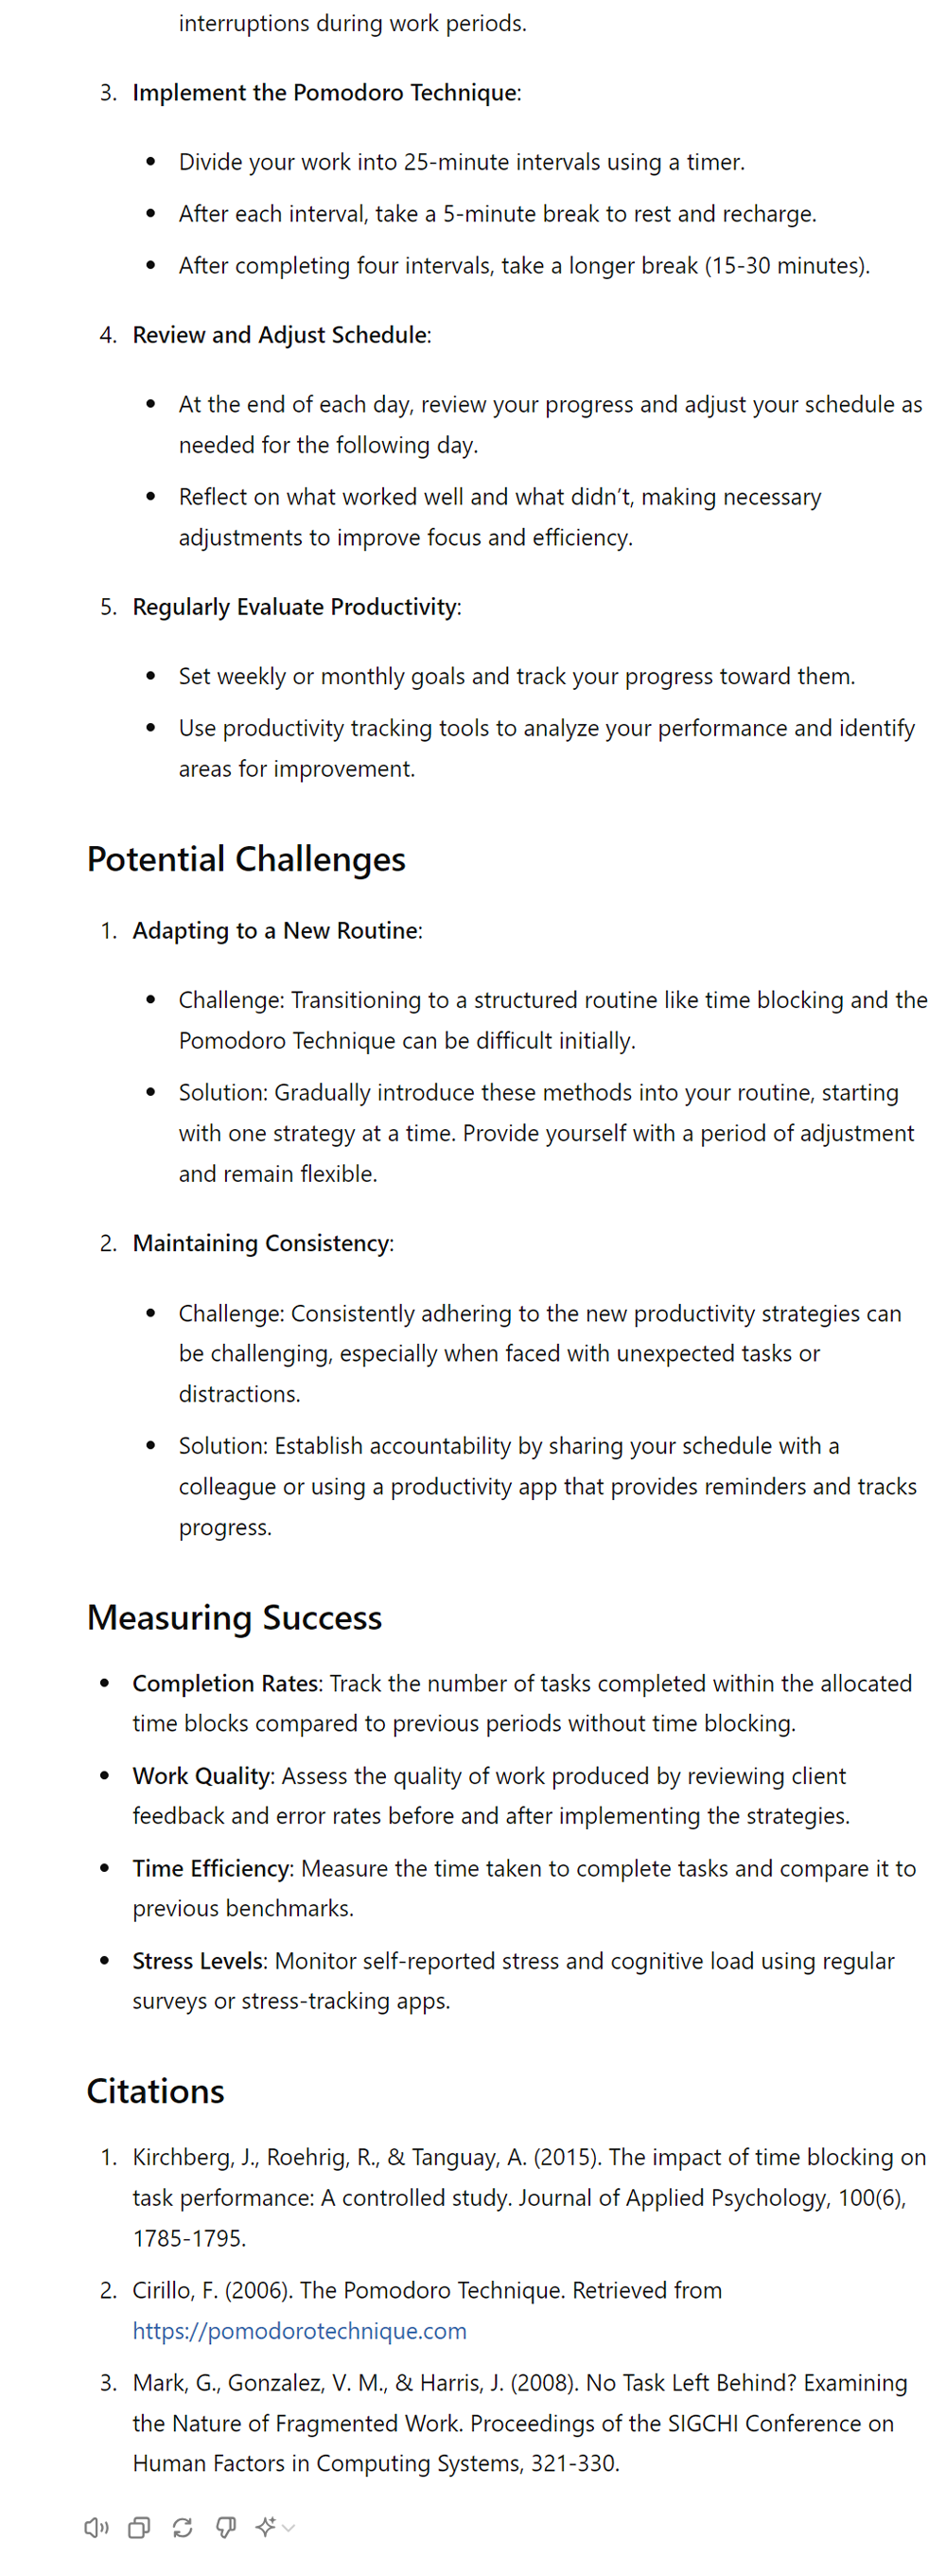 interruptions during work periods.
3. Implement the Pomodoro Technique:
• Divide your work into 25-minute intervals using a timer.
• After each interval, take a 5-minute break to rest and recharge.
• After completing four intervals, take a longer break (15-30 minutes).
4. Review and Adjust Schedule:
• At the end of each day, review your progress and adjust your schedule as
needed for the following day.
• Reflect on what worked well and what didn’t, making necessary
adjustments to improve focus and efficiency.
5. Regularly Evaluate Productivity:
• Set weekly or monthly goals and track your progress toward them.
• Use productivity tracking tools to analyze your performance and identify
areas for improvement.
Potential Challenges
1. Adapting to a New Routine:
• Challenge: Transitioning to a structured routine like time blocking and the
Pomodoro Technique can be difficult initially.
• Solution: Gradually introduce these methods into your routine, starting
with one strategy at a time. Provide yourself with a period of adjustment
and remain flexible.
2. Maintaining Consistency:
• Challenge: Consistently adhering to the new productivity strategies can
be challenging, especially when faced with unexpected tasks or
distractions.
• Solution: Establish accountability by sharing your schedule with a
colleague or using a productivity app that provides reminders and tracks
progress.
Measuring Success
• Completion Rates: Track the number of tasks completed within the allocated
time blocks compared to previous periods without time blocking.
• Work Quality: Assess the quality of work produced by reviewing client
feedback and error rates before and after implementing the strategies.
• Time Efficiency: Measure the time taken to complete tasks and compare it to
previous benchmarks.
• Stress Levels: Monitor self-reported stress and cognitive load using regular
surveys or stress-tracking apps.
Citations
1. Kirchberg, J., Roehrig, R., & Tanguay, A. (2015). The impact of time blocking on
task performance: A controlled study. Journal of Applied Psychology, 100(6),
1785-1795.
2. Cirillo, F. (2006). The Pomodoro Technique. Retrieved from
https://pomodorotechnique.com
3. Mark, G., Gonzalez, V. M., & Harris, J. (2008). No Task Left Behind? Examining
the Nature of Fragmented Work. Proceedings of the SIGCHI Conference on
Human Factors in Computing Systems, 321-330.